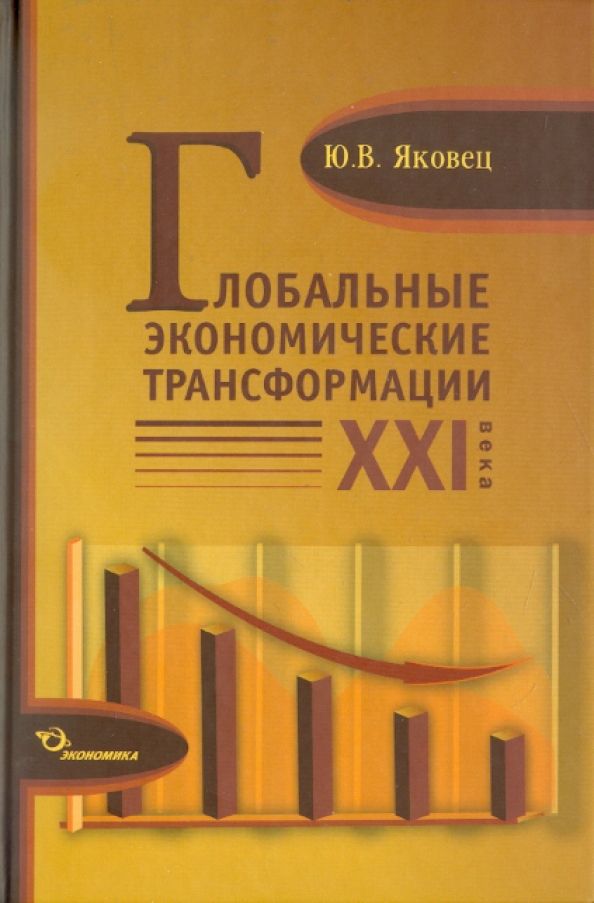 Ю.В. Яковец
ГЛОБАЛЬНЫЕ
ЭКОНОМИЧЕСКИЕ
ТРАНСФОРМАЦИИ
XXI века
ЭКОНОМИКА